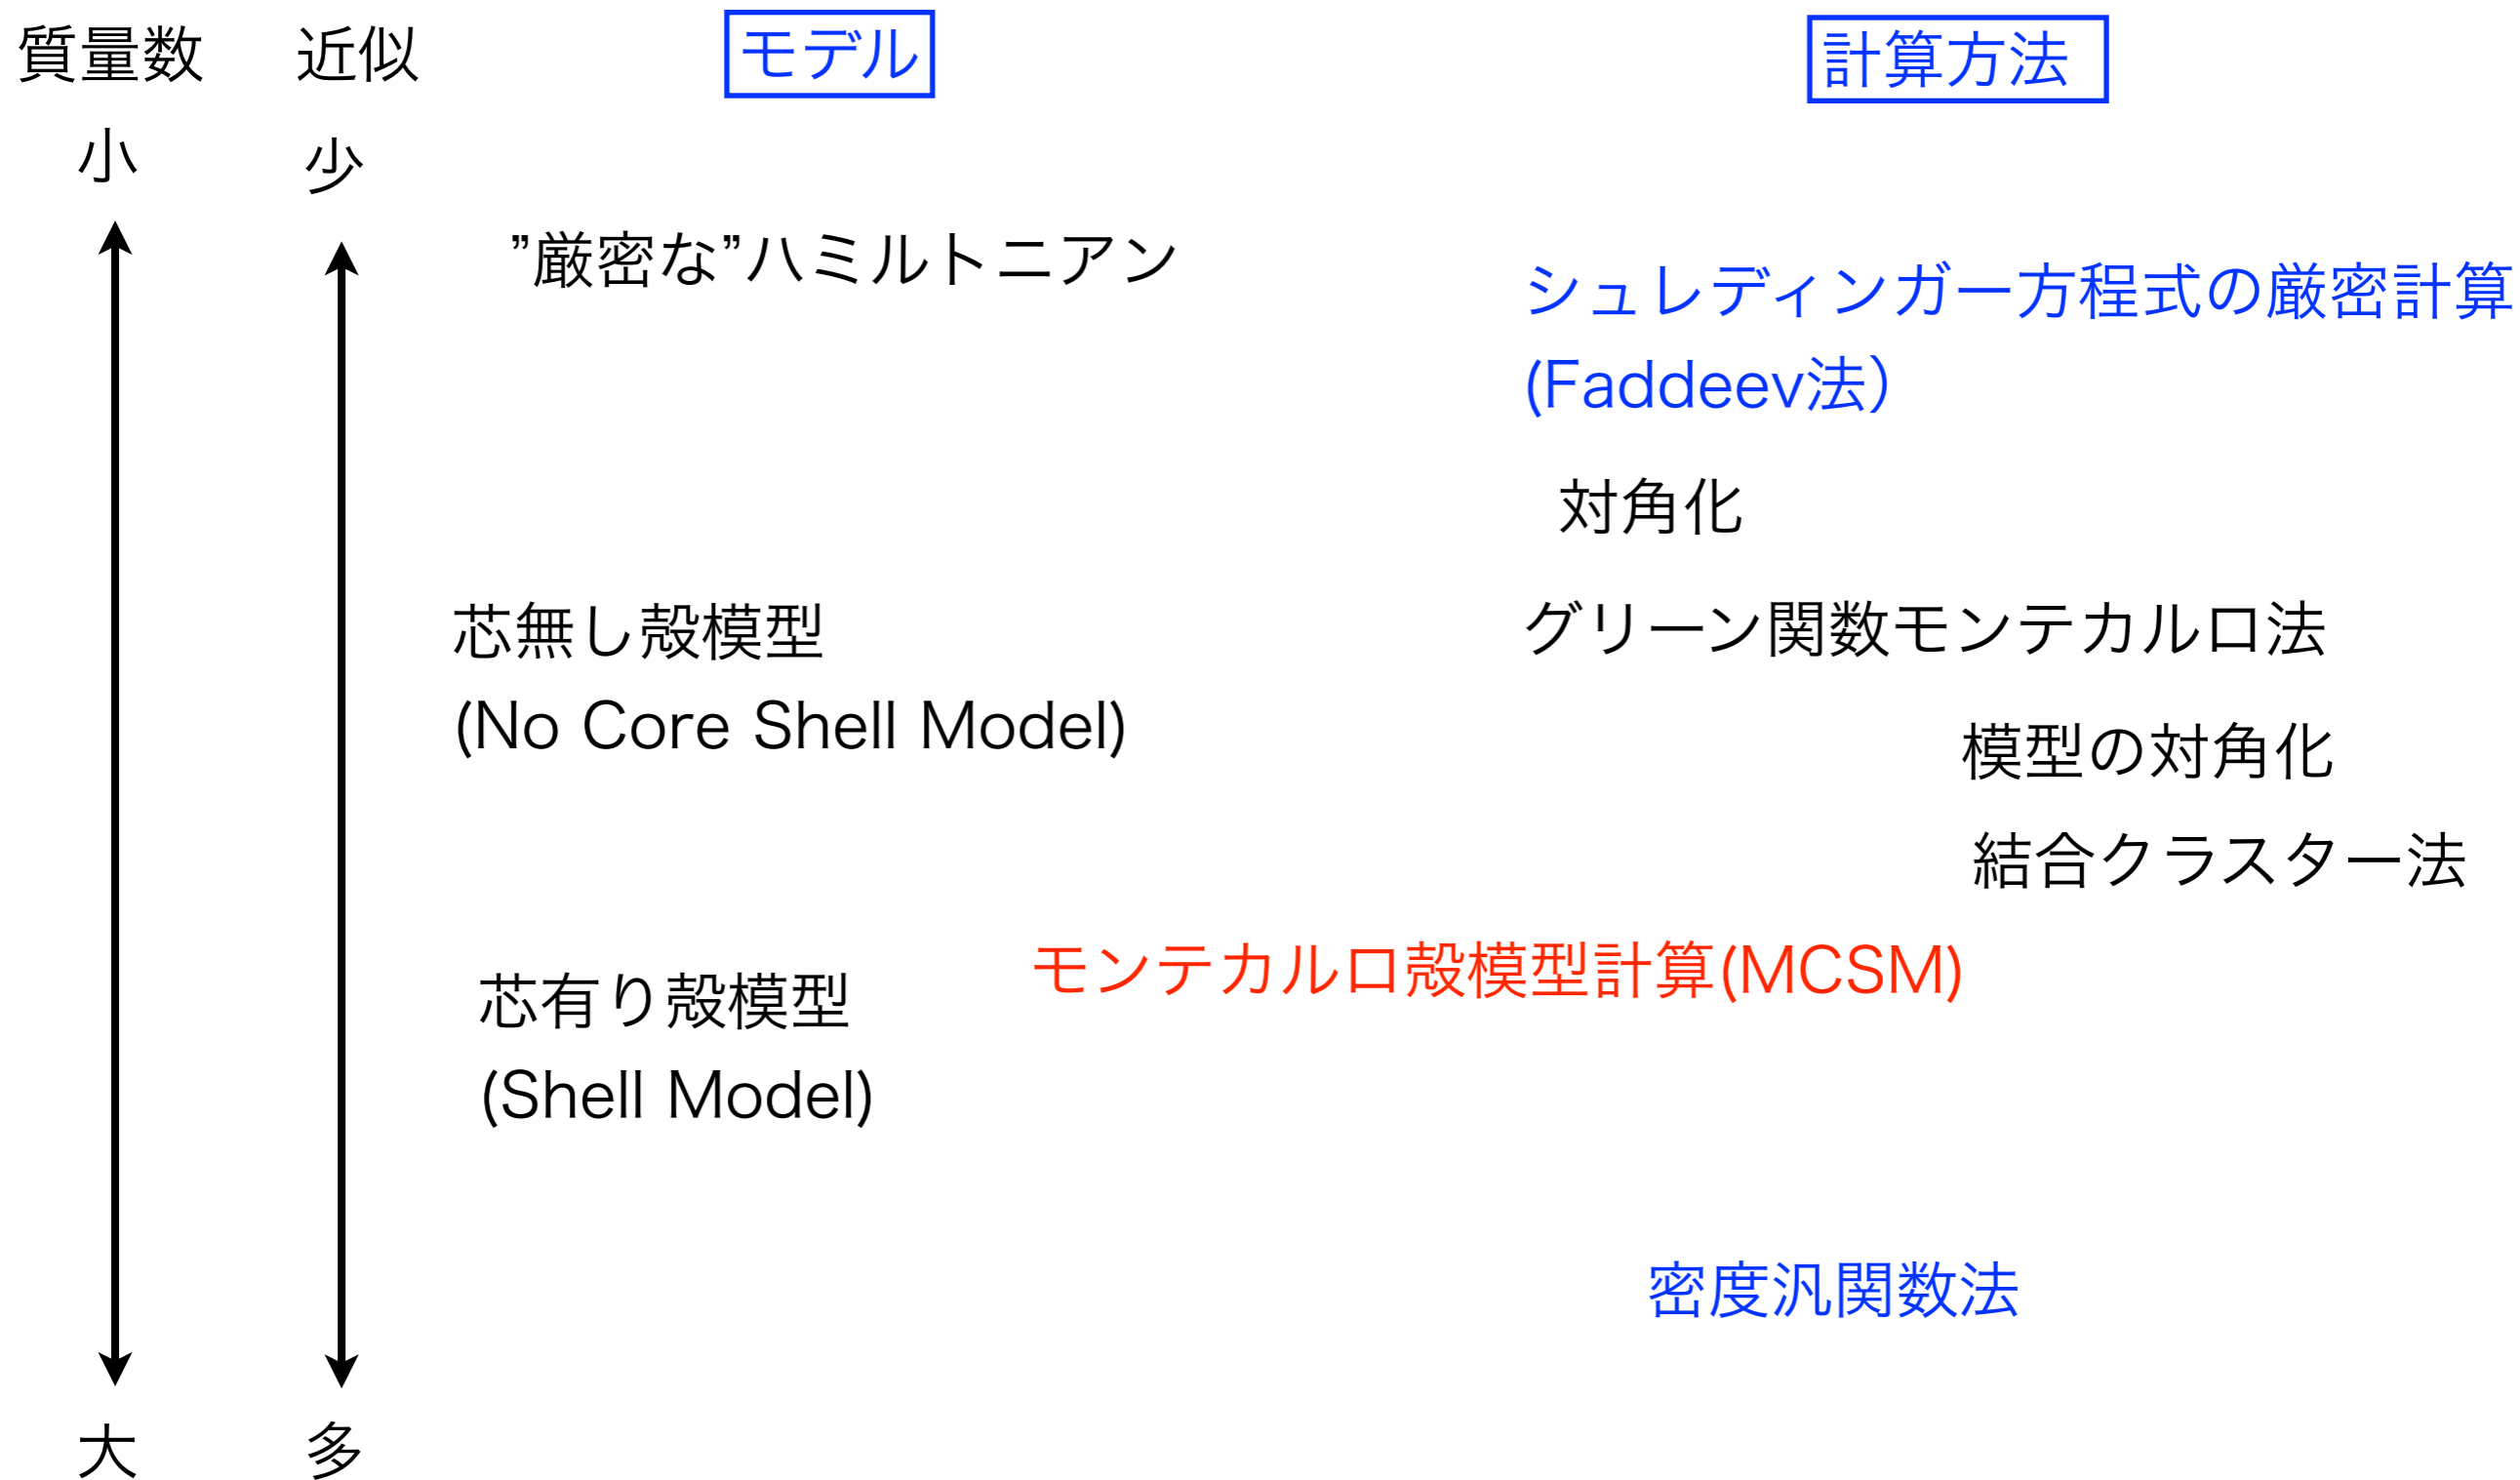 質量数
近似
モデル
計算方法
小
少
”厳密な”ハミルトニアン
シュレディンガー方程式の厳密計算
(Faddeev法)
対角化
芯無し殻模型
(No Core Shell Model)
グリーン関数モンテカルロ法
模型の対角化
結合クラスター法
モンテカルロ殻模型計算(MCSM)
芯有り殻模型
(Shell Model)
密度汎関数法
大
多